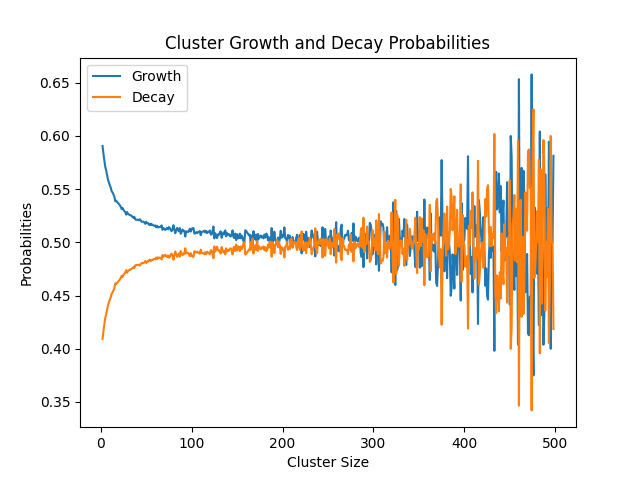 Cluster Growth and Decay Probabilities
Growth
Decay
0.65
0.60
0.55
0.50
0.45
0.40
0.35
Probabilities
0
100
200
300
400
500
Cluster Size